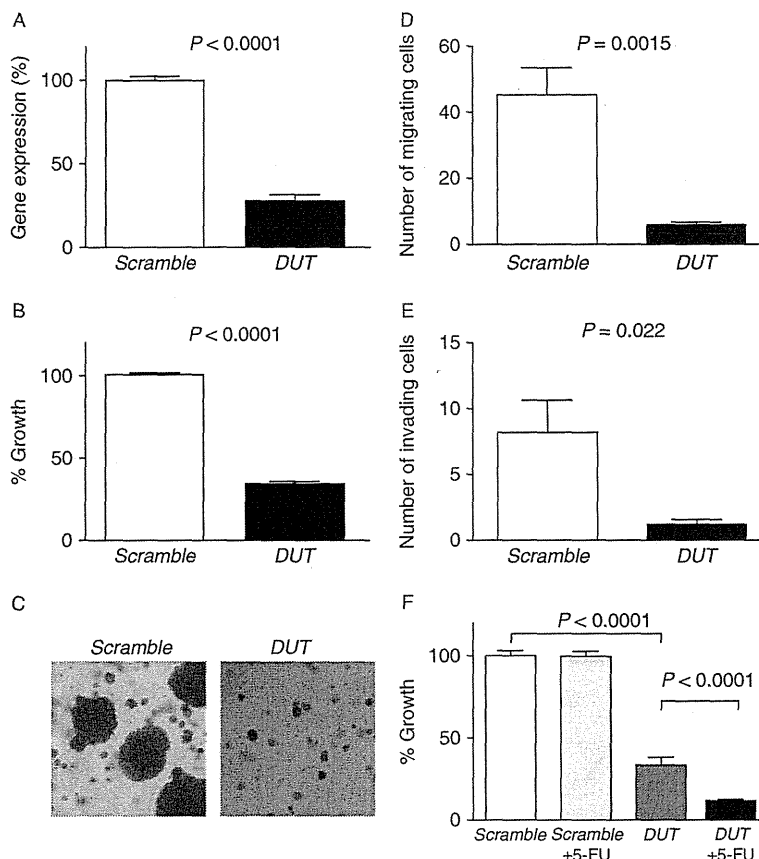 A
P < 0.0001
Gene expression (%)
100
50
0
Scramble
DUT
B
P < 0.0001
% Growth
100
50
0
Scramble
DUT
C
Scramble
DUT
D
P = 0.0015
Number of migrating cells
60
40
20
0
Scramble
DUT
E
P = 0.022
Number of invading cells
15
10
5
0
Scramble
DUT
F
P < 0.0001
P < 0.0001
% Growth
100
50
0
Scramble
Scramble
+5-FU
DUT
DUT
+5-FU